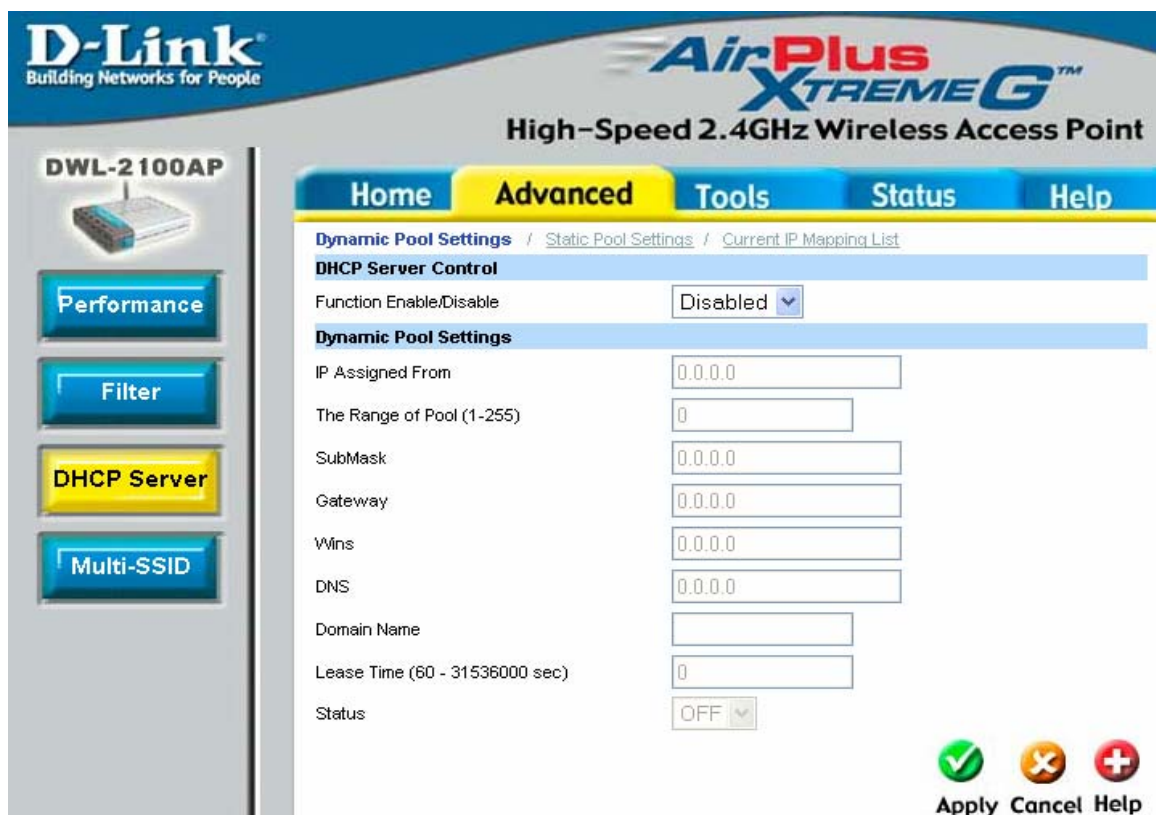 D-Link
Building Networks for People
AirPlus
XTREME G™
High-Speed 2.4GHz Wireless Access Point
DWL-2100AP
Home Advanced Tools Status Help
Performance
Filter
DHCP Server
Multi-SSID
Dynamic Pool Settings / Static Pool Settings / Current IP Mapping List
DHCP Server Control
Function Enable/Disable Disabled
Dynamic Pool Settings
IP Assigned From 0.0.0.0
The Range of Pool (1-255) 0
SubMask 0.0.0.0
Gateway 0.0.0.0
Wins 0.0.0.0
DNS 0.0.0.0
Domain Name
Lease Time (60 - 31536000 sec) 0
Status OFF
Apply Cancel Help